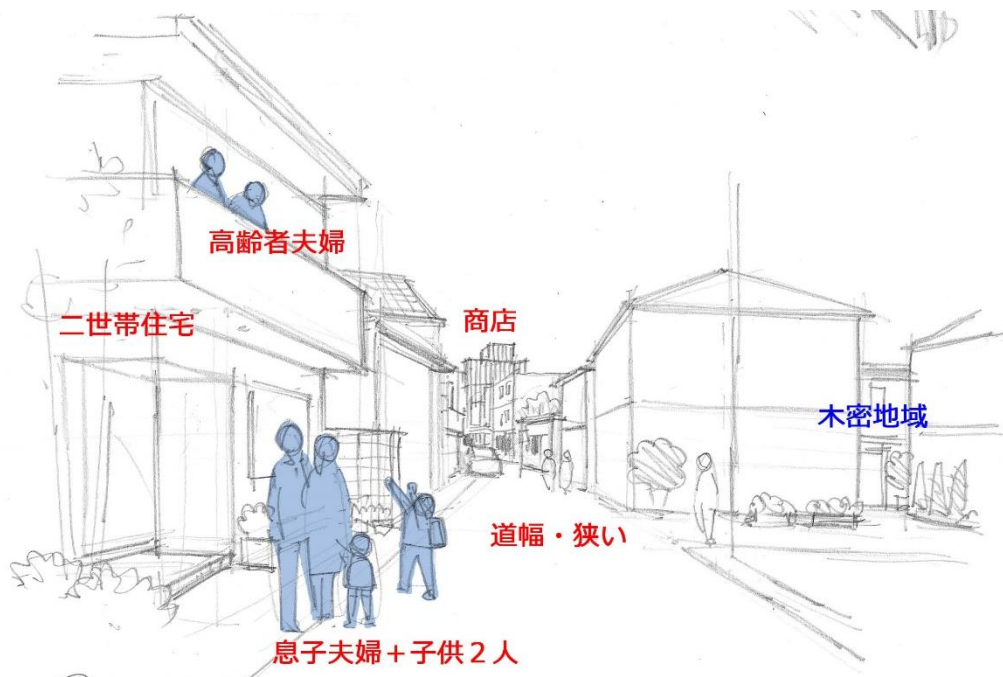 高齢者夫婦
二世帯住宅
商店
木密地域
道幅・狭い
息子夫婦＋子供２人